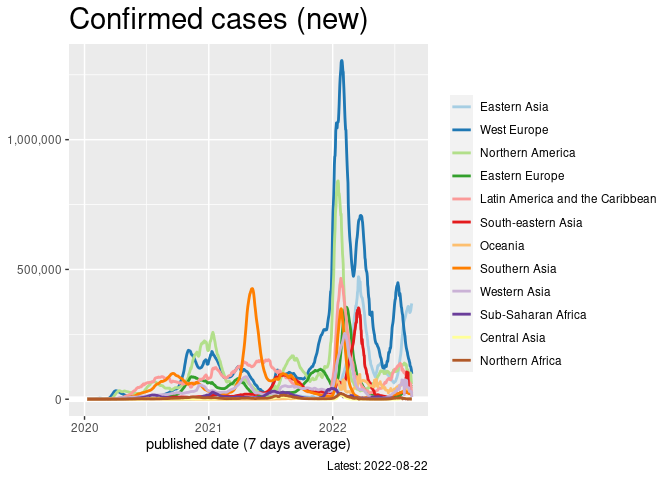 Confirmed cases (new)
1,000,000
500,000
0
2020
2021
2022
published date (7 days average)
Latest: 2022-08-22
Eastern Asia
West Europe
Northern America
Eastern Europe
Latin America and the Caribbean
South-eastern Asia
Oceania
Southern Asia
Western Asia
Sub-Saharan Africa
Central Asia
Northern Africa